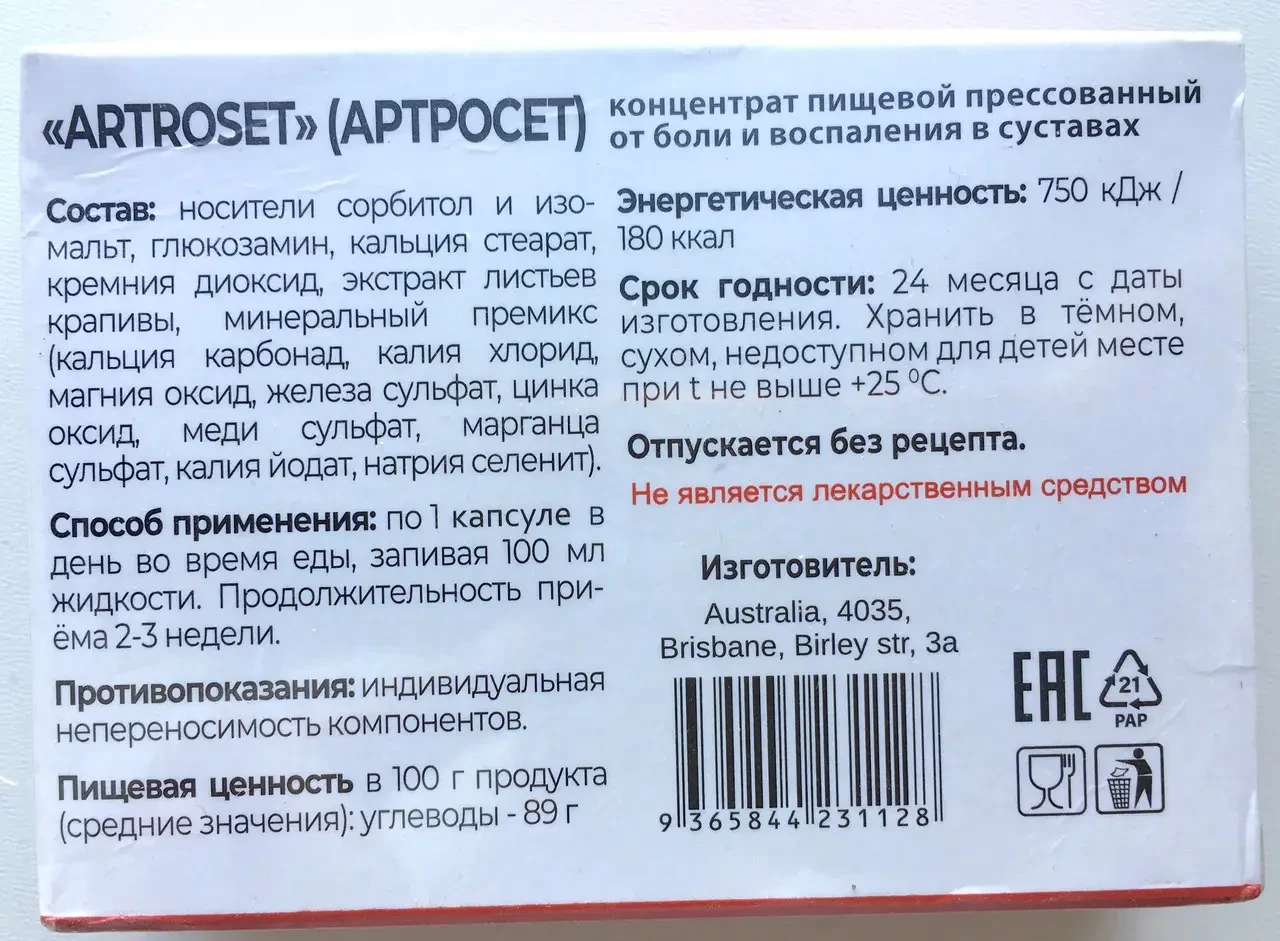 «ARTROSET» (АРТРОСЕТ)
концентрат пищевой прессованный
от боли и воспаления в суставах
Состав: носители сорбитол и изо-
мальт, глюкозамин, кальция стеарат,
кремния диоксид, экстракт листьев
крапивы, минеральный премикс
(кальция карбонад, калия хлорид,
магния оксид, железа сульфат, цинка
оксид, меди сульфат, марганца
сульфат, калия йодат, натрия селенит).
Способ применения: по 1 капсуле в
день во время еды, запивая 100 мл
жидкости. Продолжительность при-
ёма 2-3 недели.
Противопоказания: индивидуальная
непереносимость компонентов.
Пищевая ценность в 100 г продукта
(средние значения): углеводы - 89 г
Энергетическая ценность: 750 кДж /
180 ккал
Срок годности: 24 месяца с даты
изготовления. Хранить в тёмном,
сухом, недоступном для детей месте
при t не выше +25 ⁰С.
Отпускается без рецепта.
Не является лекарственным средством
Изготовитель:
Australia, 4035,
Brisbane, Birley str, 3a
9 365844 231128
EAC
21
PAP